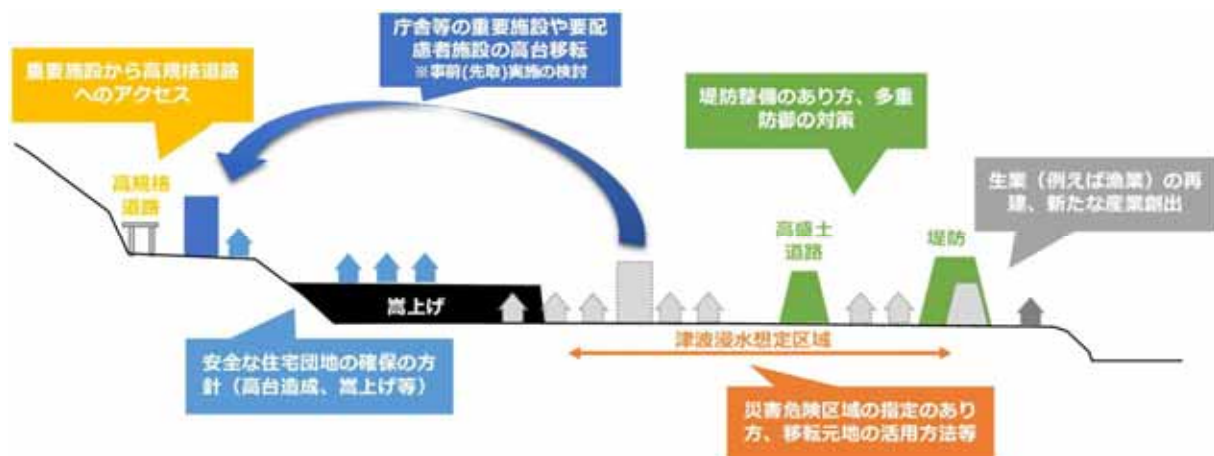 庁舎等の重要施設や要配
慮者施設の高台移転
※事前(先取)実施の検討
重要施設から高規格道路
へのアクセス
堤防整備のあり方、多重
防御の対策
生業（例えば漁業）の再
建、新たな産業創出
高規格
道路
高盛土
道路
堤防
嵩上げ
津波浸水想定区域
安全な住宅団地の確保の方
針（高台造成、嵩上げ等）
災害危険区域の指定のあり
方、移転元地の活用方法等